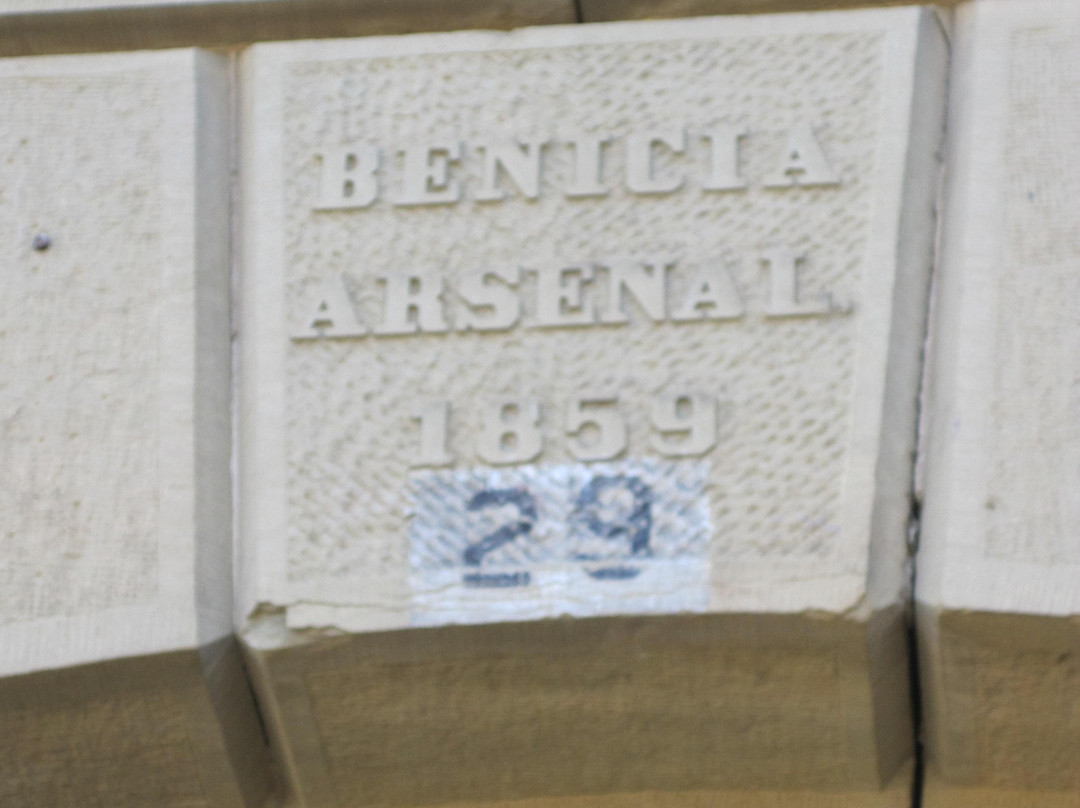 BENICIA
ARSENAL.
1859
29